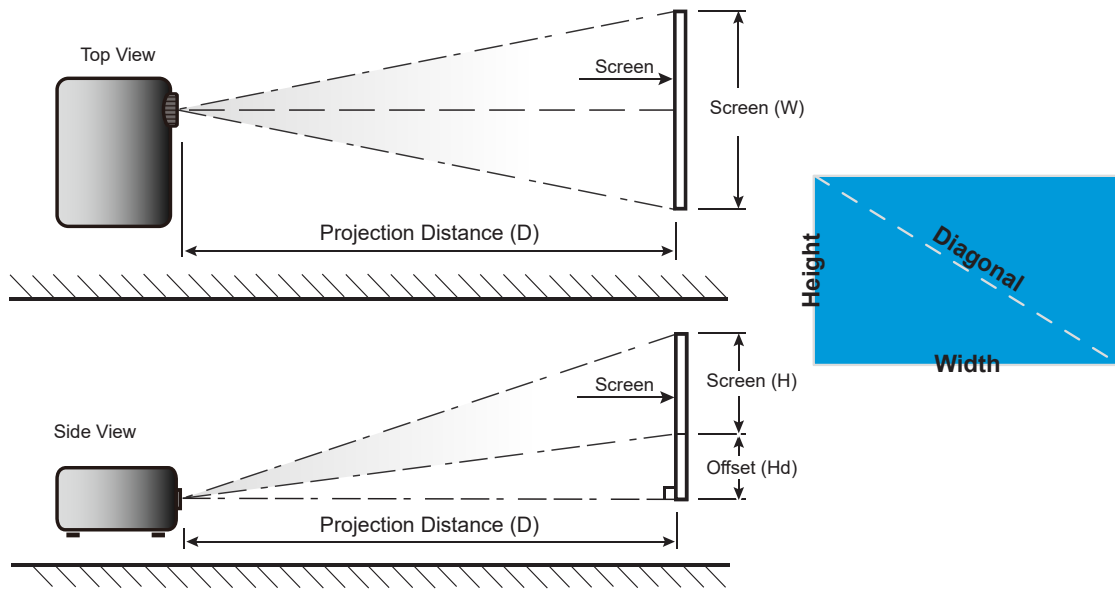 Top View
Screen
Screen (W)
Projection Distance (D)
Height
Diagonal
Width
Side View
Screen
Screen (H)
Offset (Hd)
Projection Distance (D)